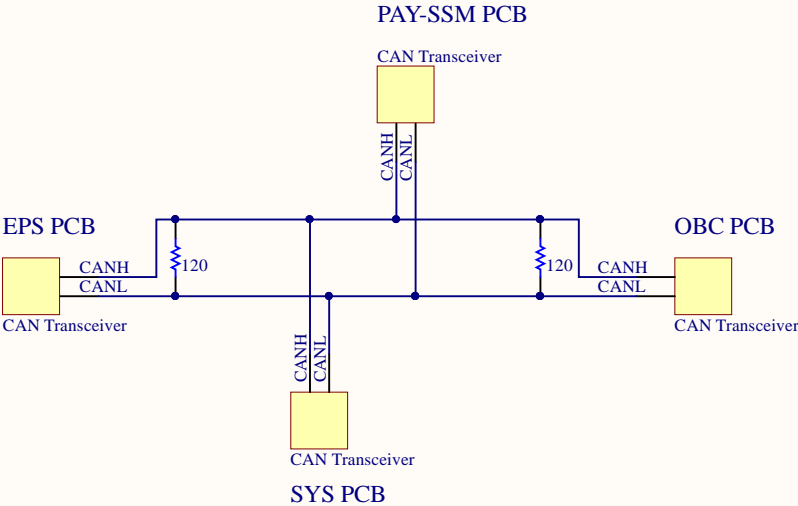 PAY-SSM PCB
CAN Transceiver
CANH
CANL
EPS PCB
OBC PCB
CANH
120
120
CANH
CANL
CANL
CAN Transceiver
CAN Transceiver
CANH
CANL
CAN Transceiver
SYS PCB